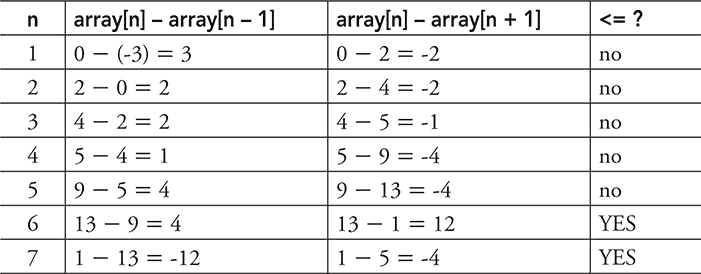 n array[n] – array[n – 1] array[n] – array[n + 1] <= ?
1 0 − (-3) = 3 0 − 2 = -2 no
2 2 − 0 = 2 2 − 4 = -2 no
3 4 − 2 = 2 4 − 5 = -1 no
4 5 − 4 = 1 5 − 9 = -4 no
5 9 − 5 = 4 9 − 13 = -4 no
6 13 − 9 = 4 13 − 1 = 12 YES
7 1 − 13 = -12 1 − 5 = -4 YES